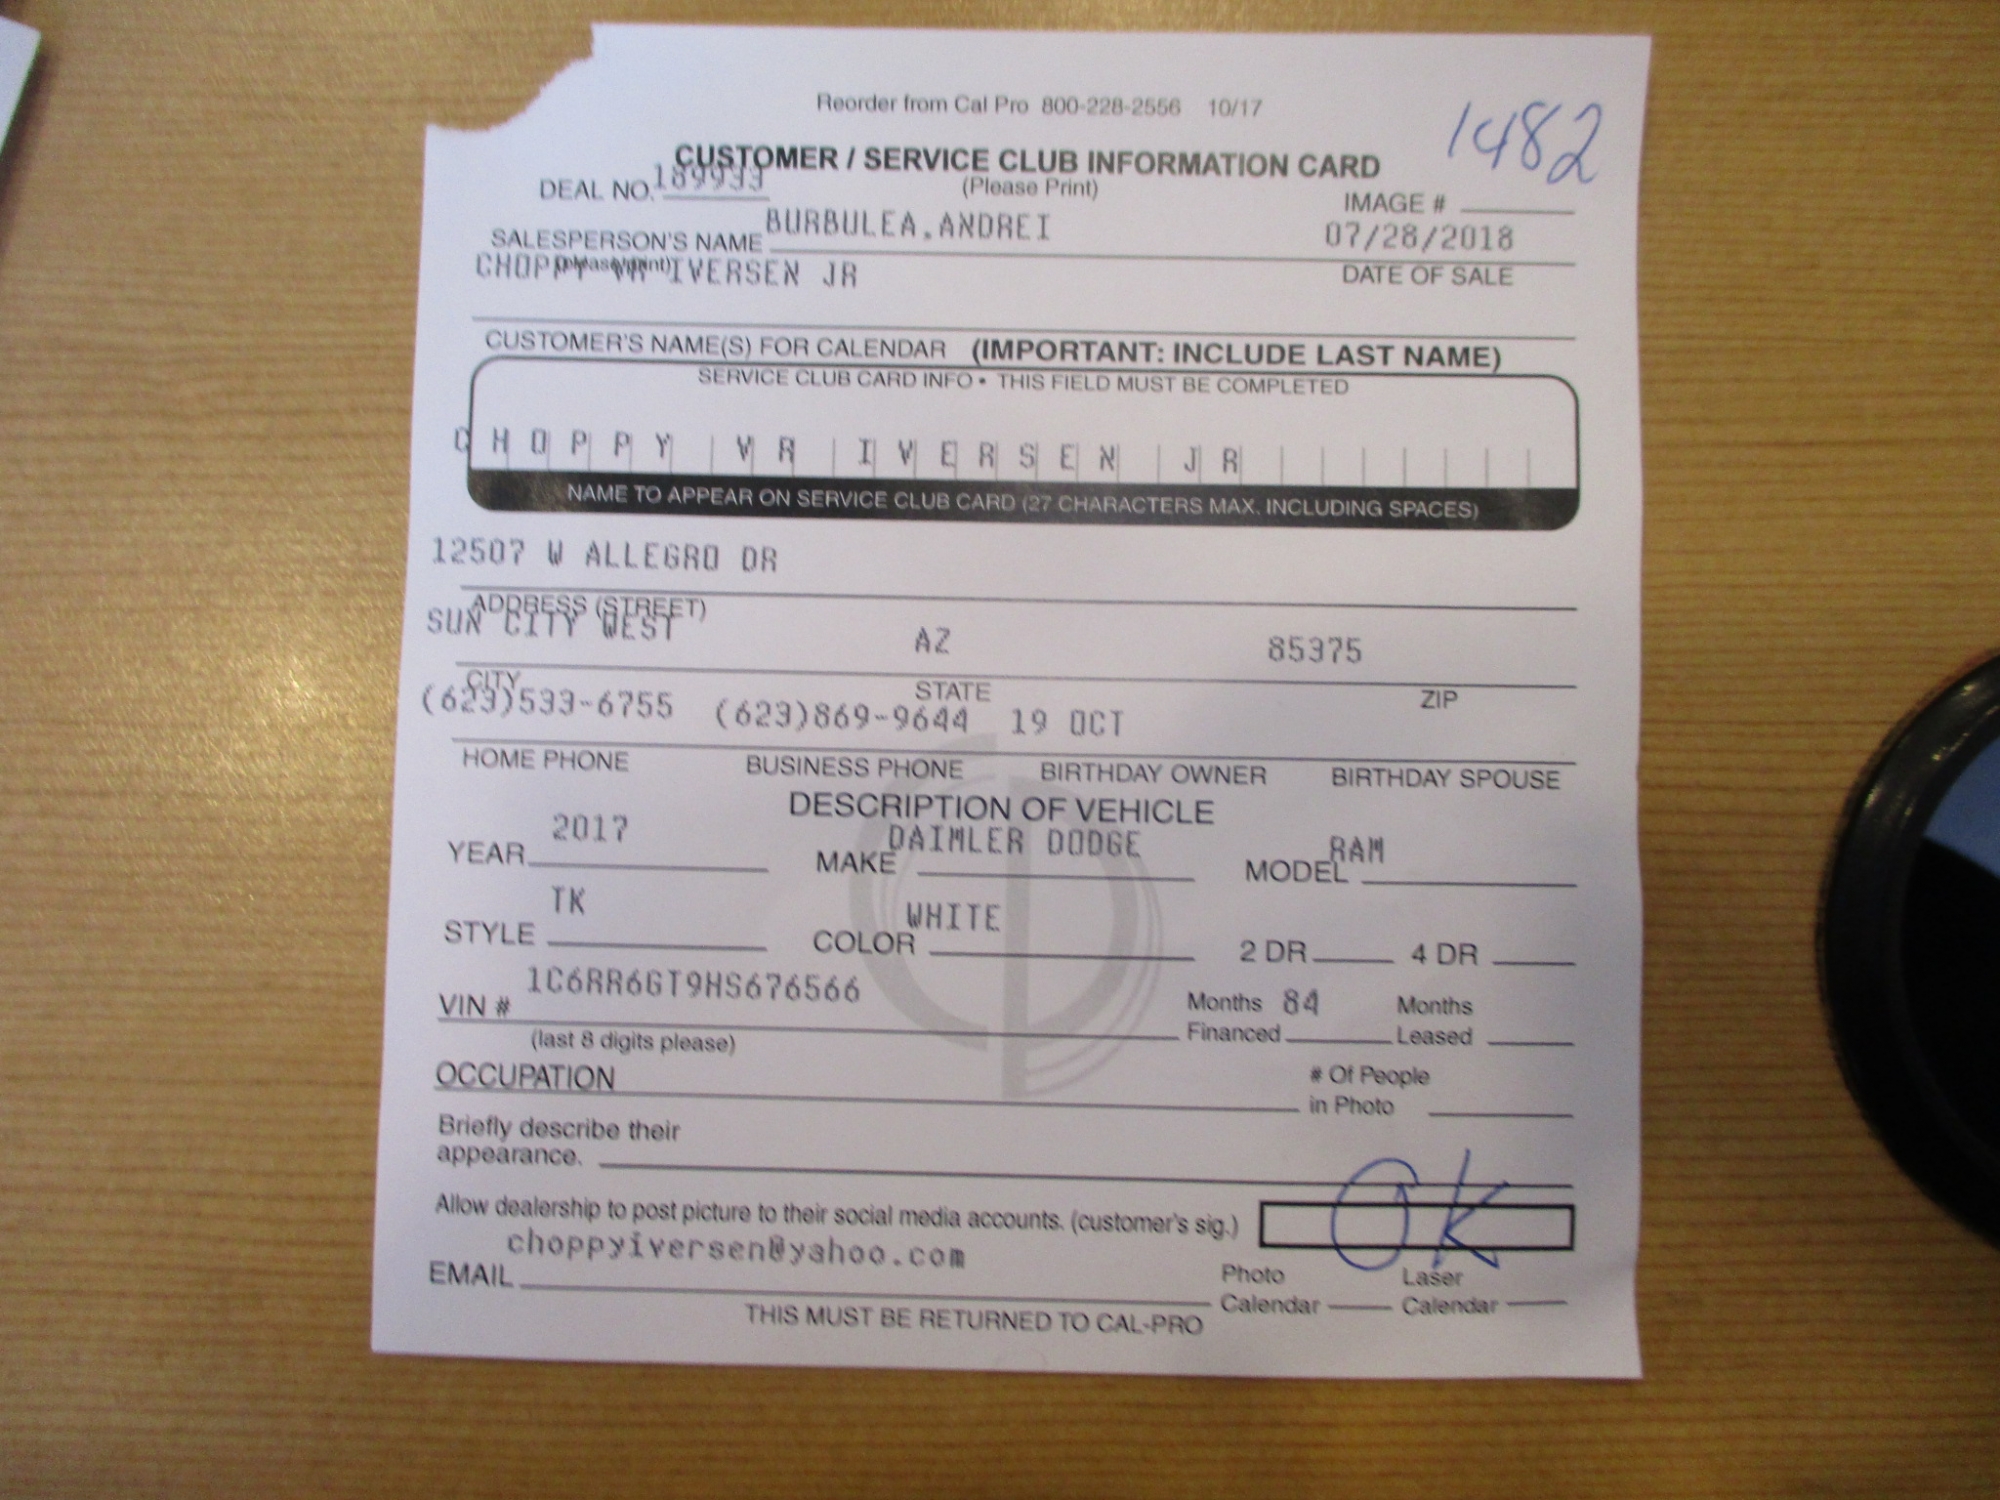 Reorder from Cal Pro 800-228-2556 10/17
1482
CUSTOMER / SERVICE CLUB INFORMATION CARD
DEAL NO. 189933 (Please Print)
IMAGE #
SALESPERSON'S NAME BURBULEA,ANDREI 07/28/2018
(please print) DATE OF SALE
CHOPPY VR IVERSEN JR
CUSTOMER'S NAME(S) FOR CALENDAR (IMPORTANT: INCLUDE LAST NAME)
SERVICE CLUB CARD INFO • THIS FIELD MUST BE COMPLETED
CHOPPY VR IVERSEN JR
NAME TO APPEAR ON SERVICE CLUB CARD (27 CHARACTERS MAX. INCLUDING SPACES)
12507 W ALLEGRO DR
ADDRESS (STREET)
SUN CITY WEST AZ 85375
CITY STATE ZIP
(623)533-6755 (623)869-9644 19 OCT
HOME PHONE BUSINESS PHONE BIRTHDAY OWNER BIRTHDAY SPOUSE
DESCRIPTION OF VEHICLE
YEAR 2017 MAKE DAIMLER DODGE MODEL RAM
STYLE TK COLOR WHITE 2 DR 4 DR
VIN # 1C6RR6GT9HS676566 Months 84 Months
(last 8 digits please) Financed Leased
OCCUPATION # Of People
in Photo
Briefly describe their
appearance.
Allow dealership to post picture to their social media accounts. (customer's sig.) OK
EMAIL choppyiversen@yahoo.com
Photo Laser
Calendar Calendar
THIS MUST BE RETURNED TO CAL-PRO